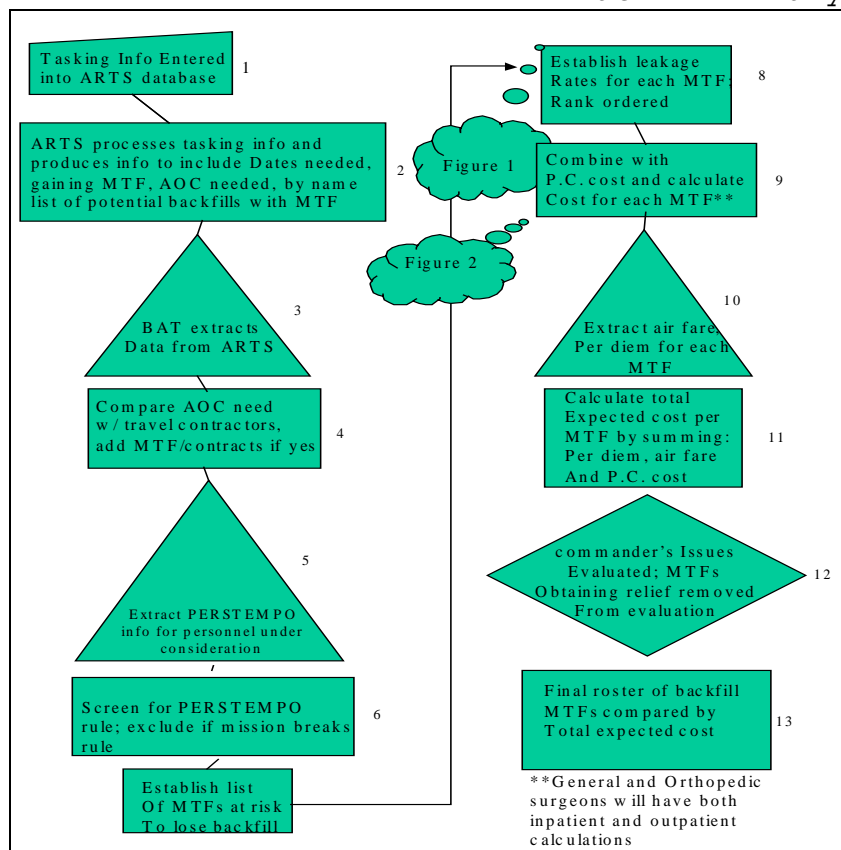 Tasking Info Entered
into ARTS database
1
ARTS processes tasking info and
produces info to include Dates needed,
gaining MTF, AOC needed, by name
list of potential backfills with MTF
2
BAT extracts
Data from ARTS
3
Compare AOC need
w/ travel contractors,
add MTF/contracts if yes
4
Extract PERSTEMPO
info for personnel under
consideration
5
Screen for PERSTEMPO
rule; exclude if mission breaks
rule
6
Establish list
Of MTFs at risk
To lose backfill
Figure 1
Figure 2
Establish leakage
Rates for each MTF;
Rank ordered
8
Combine with
P.C. cost and calculate
Cost for each MTF**
9
Extract air fare,
Per diem for each
MTF
10
Calculate total
Expected cost per
MTF by summing:
Per diem, air fare
And P.C. cost
11
commander's Issues
Evaluated; MTFs
Obtaining relief removed
From evaluation
12
Final roster of backfill
MTFs compared by
Total expected cost
13
**General and Orthopedic
surgeons will have both
inpatient and outpatient
calculations